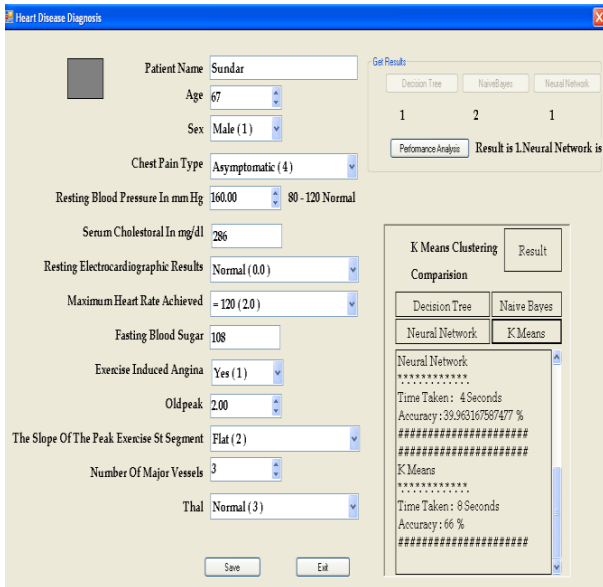 Heart Disease Diagnosis
Patient Name Sundar
Age 67
Sex Male ( 1 )
Chest Pain Type Asymptomatic ( 4 )
Resting Blood Pressure In mm Hg 160.00 80 - 120 Normal
Serum Cholestoral In mg/dl 286
Resting Electrocardiographic Results Normal ( 0.0 )
Maximum Heart Rate Achieved = 120 ( 2.0 )
Fasting Blood Sugar 108
Exercise Induced Angina Yes ( 1 )
Oldpeak 2.00
The Slope Of The Peak Exercise St Segment Flat ( 2 )
Number Of Major Vessels 3
Thal Normal ( 3 )
Save Exit
Get Results
Decision Tree NaiveBayes Neural Network
1 2 1
Performance Analysis Result is 1.Neural Network is
K Means Clustering
Comparision
Result
Decision Tree Naive Bayes
Neural Network K Means
Neural Network
************.
Time Taken : 4 Seconds
Accuracy : 39.963167587477 %
######################
######################
K Means
************.
Time Taken : 8 Seconds
Accuracy : 66 %
######################